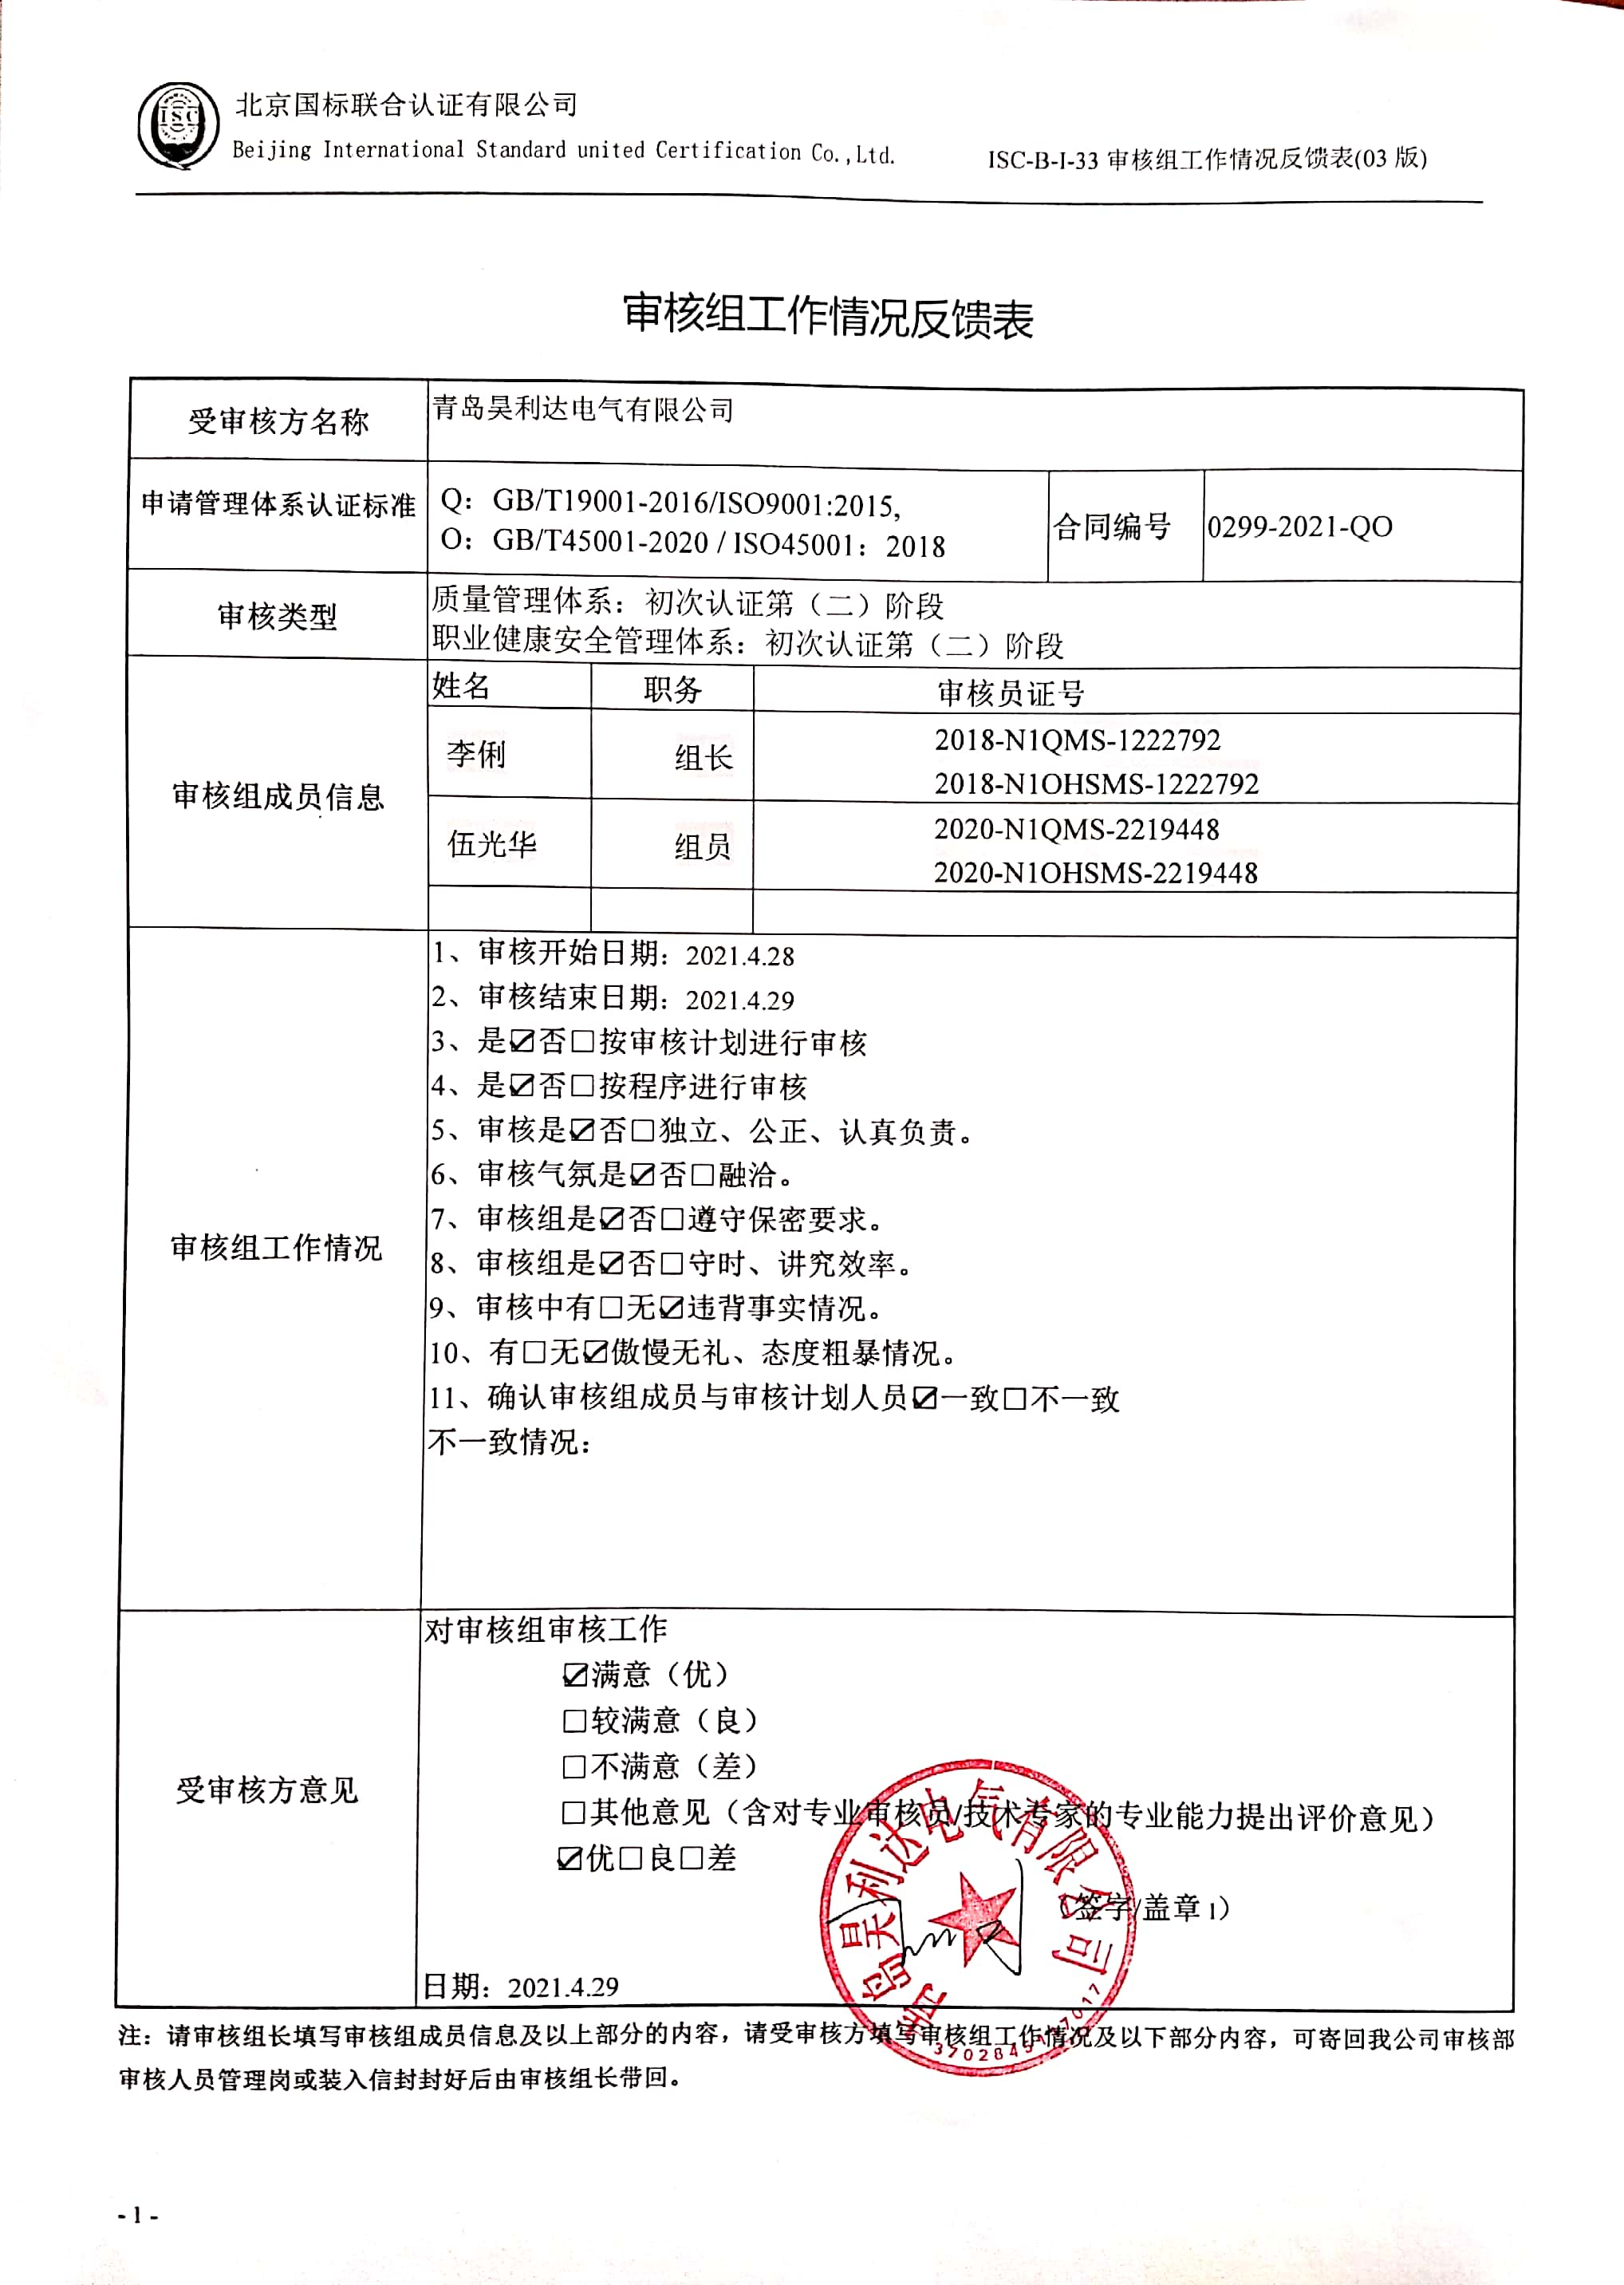 ISC
北京国标联合认证有限公司
Beijing International Standard united Certification Co.,Ltd.
ISC-B-I-33 审核组工作情况反馈表(03 版)
审核组工作情况反馈表
受审核方名称
青岛昊利达电气有限公司
申请管理体系认证标准
Q：GB/T19001-2016/ISO9001:2015,
O：GB/T45001-2020 / ISO45001：2018
合同编号
0299-2021-QO
审核类型
质量管理体系：初次认证第（二）阶段
职业健康安全管理体系：初次认证第（二）阶段
审核组成员信息
姓名 职务 审核员证号
李俐 组长 2018-N1QMS-1222792
2018-N1OHSMS-1222792
伍光华 组员 2020-N1QMS-2219448
2020-N1OHSMS-2219448
审核组工作情况
1、审核开始日期：2021.4.28
2、审核结束日期：2021.4.29
3、是☑否□按审核计划进行审核
4、是☑否□按程序进行审核
5、审核是☑否□独立、公正、认真负责。
6、审核气氛是☑否□融洽。
7、审核组是☑否□遵守保密要求。
8、审核组是☑否□守时、讲究效率。
9、审核中有□无☑违背事实情况。
10、有□无☑傲慢无礼、态度粗暴情况。
11、确认审核组成员与审核计划人员☑一致□不一致
不一致情况：
受审核方意见
对审核组审核工作
☑满意（优）
□较满意（良）
□不满意（差）
□其他意见（含对专业审核员/技术专家的专业能力提出评价意见）
☑优□良□差
（签字/盖章 1）
日期：2021.4.29
青岛昊利达电气有限公司
注：请审核组长填写审核组成员信息及以上部分的内容，请受审核方填写审核组工作情况及以下部分内容，可寄回我公司审核部
审核人员管理岗或装入信封封好后由审核组长带回。
- 1 -